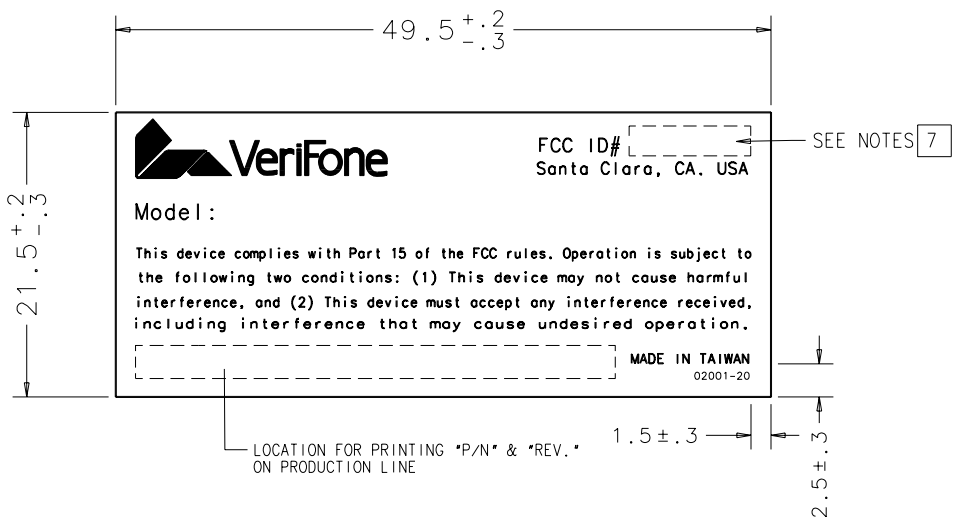 49.5 +.2 -.3
VeriFone
FCC ID#
SEE NOTES 7
Santa Clara, CA. USA
Model:
21.5 +.2 -.3
This device complies with Part 15 of the FCC rules. Operation is subject to
the following two conditions: (1) This device may not cause harmful
interference, and (2) This device must accept any interference received,
including interference that may cause undesired operation.
MADE IN TAIWAN
02001-20
1.5±.3
2.5±.3
LOCATION FOR PRINTING "P/N" & "REV."
ON PRODUCTION LINE